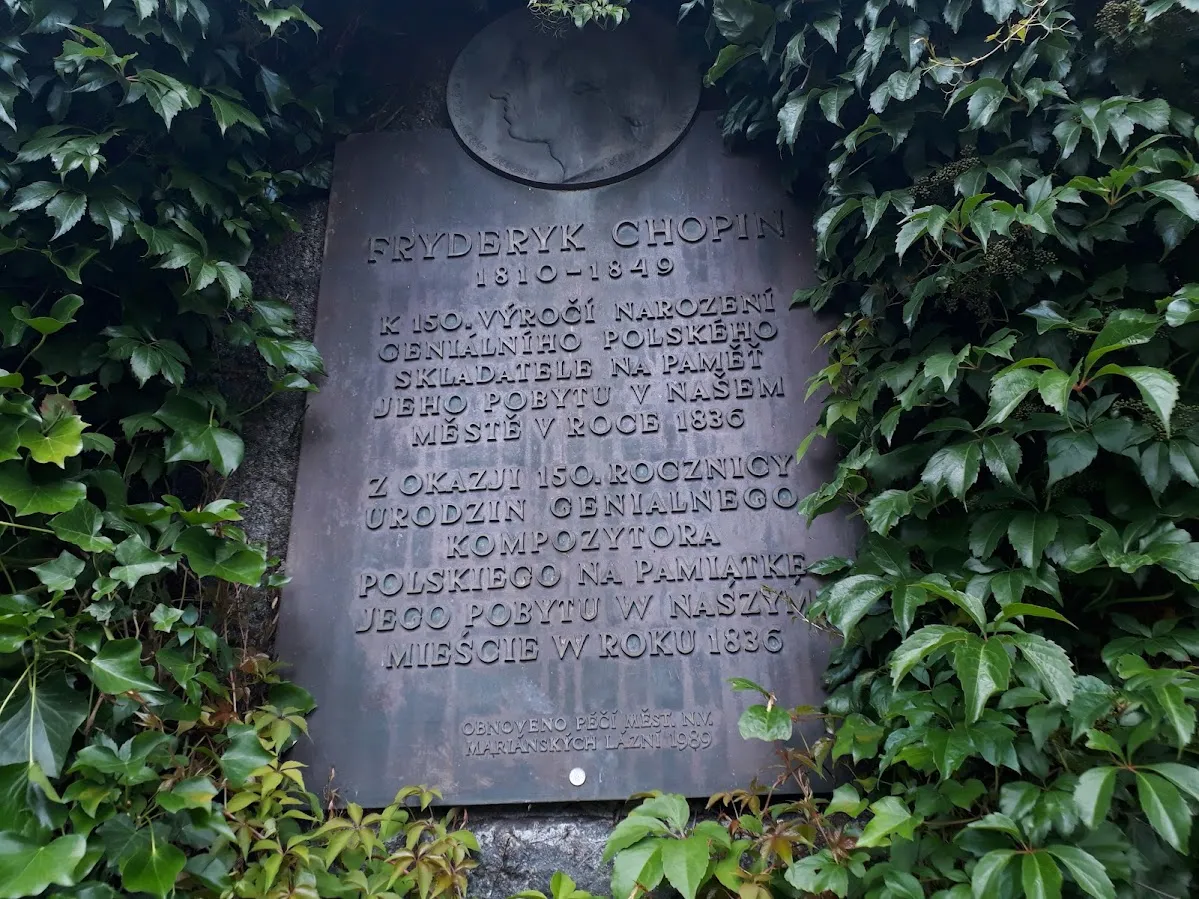 FRYDERYK CHOPIN
1810–1849
K 150. VÝROČÍ NAROZENÍ
GENIÁLNÍHO POLSKÉHO
SKLADATELE NA PAMĚŤ
JEHO POBYTU V NAŠEM
MĚSTĚ V ROCE 1836
Z OKAZJI 150. ROCZNICY
URODZIN GENIALNEGO
KOMPOZYTORA
POLSKIEGO NA PAMIĄTKĘ
JEGO POBYTU W NASZYM
MIEŚCIE W ROKU 1836
OBNOVENO PÉČÍ MĚST. N.V.
MARIÁNSKÝCH LÁZNÍ 1989